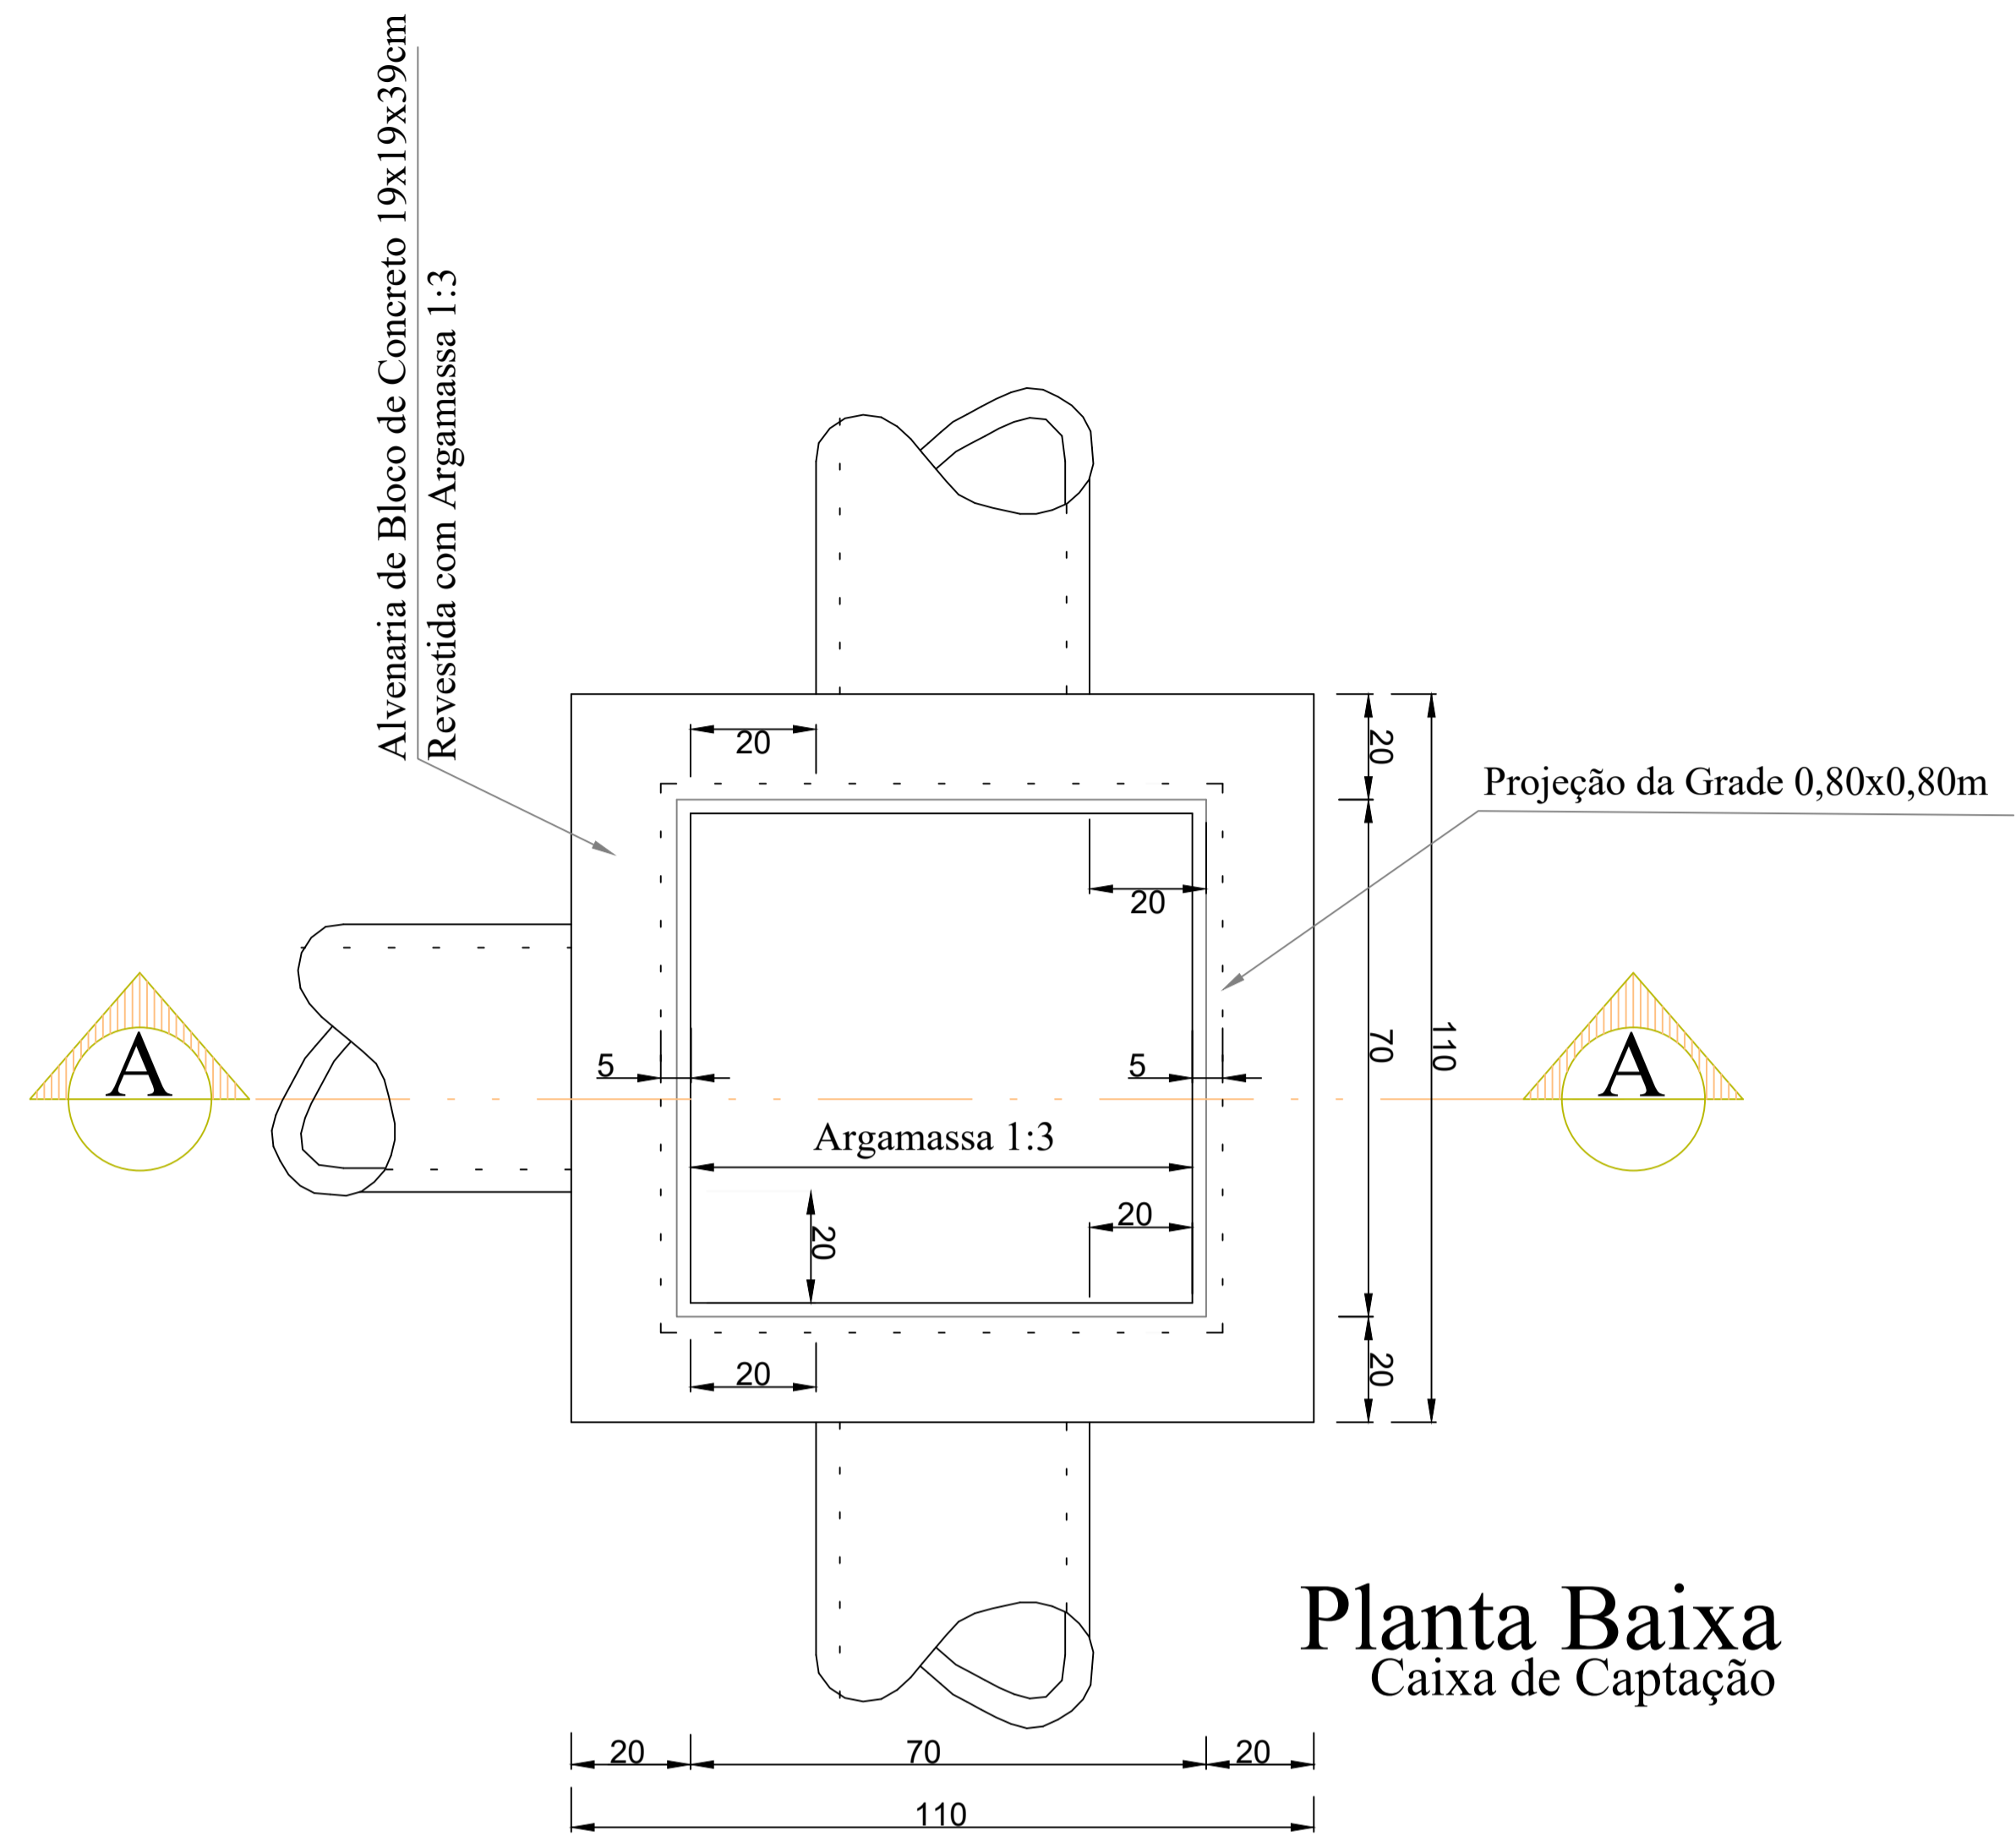 Alvenaria de Bloco de Concreto 19x19x39cm
Revestida com Argamassa 1:3
20
20
110
Projeção da Grade 0,80x0,80m
20
70
A
A
5
5
Argamassa 1:3
20
20
20
20
Planta Baixa
Caixa de Captação
20
70
20
110